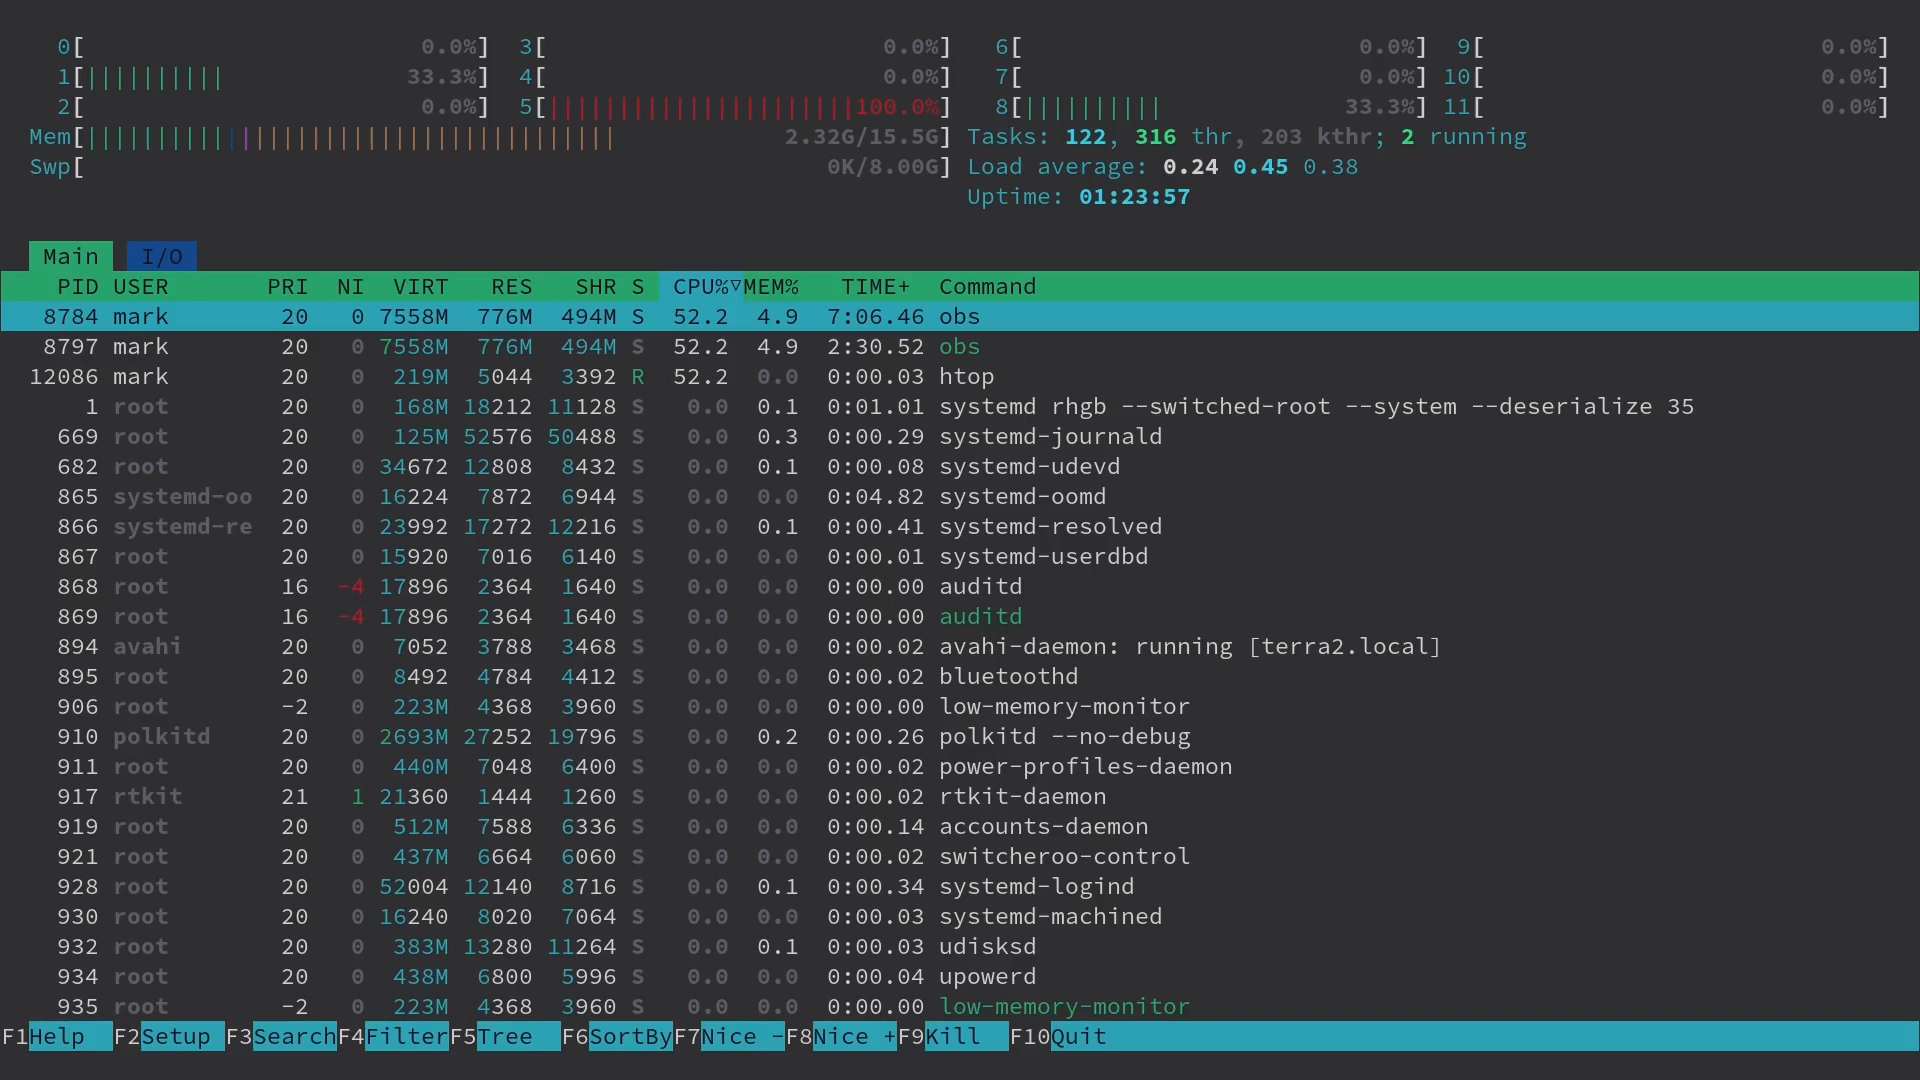 0[ 0.0%] 3[ 0.0%] 6[ 0.0%] 9[ 0.0%]
1[|||||||||| 33.3%] 4[ 0.0%] 7[ 0.0%] 10[ 0.0%]
2[ 0.0%] 5[||||||||||||||||||||||100.0%] 8[|||||||||| 33.3%] 11[ 0.0%]
Mem[|||||||||||||||||||||||||||||||||||||| 2.32G/15.5G] Tasks: 122, 316 thr, 203 kthr; 2 running
Swp[ 0K/8.00G] Load average: 0.24 0.45 0.38
Uptime: 01:23:57
Main I/O
PID USER PRI NI VIRT RES SHR S CPU%▽MEM% TIME+ Command
8784 mark 20 0 7558M 776M 494M S 52.2 4.9 7:06.46 obs
8797 mark 20 0 7558M 776M 494M S 52.2 4.9 2:30.52 obs
12086 mark 20 0 219M 5044 3392 R 52.2 0.0 0:00.03 htop
1 root 20 0 168M 18212 11128 S 0.0 0.1 0:01.01 systemd rhgb --switched-root --system --deserialize 35
669 root 20 0 125M 52576 50488 S 0.0 0.3 0:00.29 systemd-journald
682 root 20 0 34672 12808 8432 S 0.0 0.1 0:00.08 systemd-udevd
865 systemd-oo 20 0 16224 7872 6944 S 0.0 0.0 0:04.82 systemd-oomd
866 systemd-re 20 0 23992 17272 12216 S 0.0 0.1 0:00.41 systemd-resolved
867 root 20 0 15920 7016 6140 S 0.0 0.0 0:00.01 systemd-userdbd
868 root 16 -4 17896 2364 1640 S 0.0 0.0 0:00.00 auditd
869 root 16 -4 17896 2364 1640 S 0.0 0.0 0:00.00 auditd
894 avahi 20 0 7052 3788 3468 S 0.0 0.0 0:00.02 avahi-daemon: running [terra2.local]
895 root 20 0 8492 4784 4412 S 0.0 0.0 0:00.02 bluetoothd
906 root -2 0 223M 4368 3960 S 0.0 0.0 0:00.00 low-memory-monitor
910 polkitd 20 0 2693M 27252 19796 S 0.0 0.2 0:00.26 polkitd --no-debug
911 root 20 0 440M 7048 6400 S 0.0 0.0 0:00.02 power-profiles-daemon
917 rtkit 21 1 21360 1444 1260 S 0.0 0.0 0:00.02 rtkit-daemon
919 root 20 0 512M 7588 6336 S 0.0 0.0 0:00.14 accounts-daemon
921 root 20 0 437M 6664 6060 S 0.0 0.0 0:00.02 switcheroo-control
928 root 20 0 52004 12140 8716 S 0.0 0.1 0:00.34 systemd-logind
930 root 20 0 16240 8020 7064 S 0.0 0.0 0:00.03 systemd-machined
932 root 20 0 383M 13280 11264 S 0.0 0.1 0:00.03 udisksd
934 root 20 0 438M 6800 5996 S 0.0 0.0 0:00.04 upowerd
935 root -2 0 223M 4368 3960 S 0.0 0.0 0:00.00 low-memory-monitor
F1Help F2Setup F3SearchF4FilterF5Tree F6SortByF7Nice -F8Nice +F9Kill F10Quit